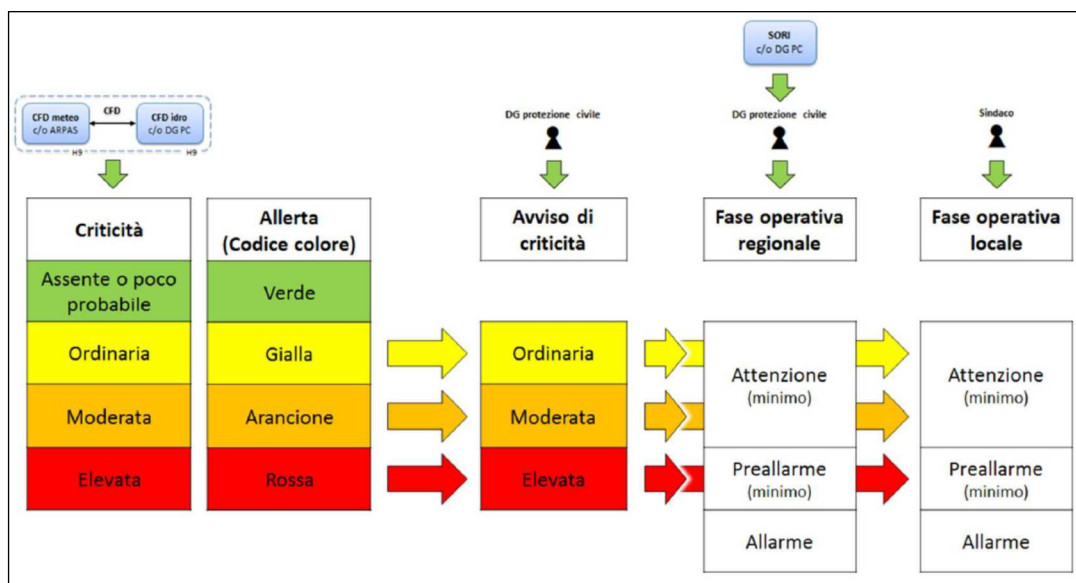 SORI
c/o DG PC
CFD meteo
c/o ARPAS
CFD
CFD idro
c/o DG PC
H9
H9
DG protezione civile
DG protezione civile
Sindaco
Criticità
Allerta
(Codice colore)
Avviso di
criticità
Fase operativa
regionale
Fase operativa
locale
Assente o poco
probabile
Verde
Ordinaria
Gialla
Ordinaria
Attenzione
(minimo)
Attenzione
(minimo)
Moderata
Arancione
Moderata
Elevata
Rossa
Elevata
Preallarme
(minimo)
Preallarme
(minimo)
Allarme
Allarme